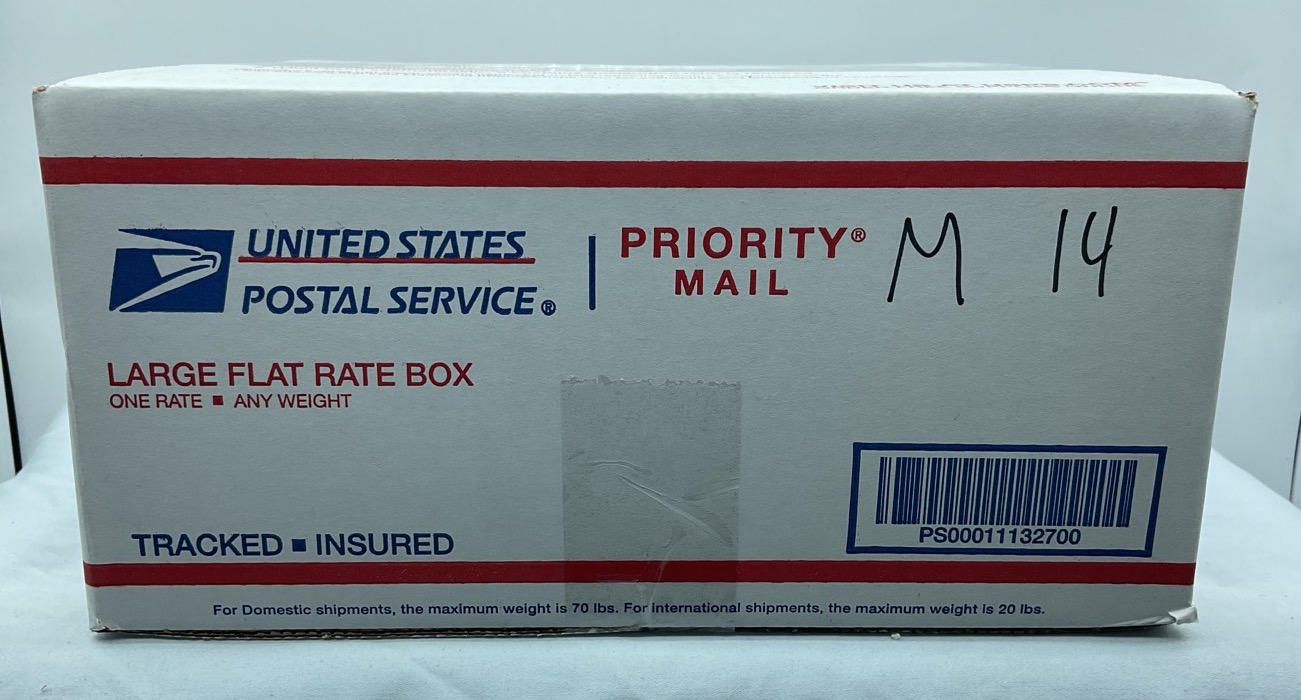 UNITED STATES
POSTAL SERVICE®
PRIORITY®
MAIL
M 14
LARGE FLAT RATE BOX
ONE RATE ■ ANY WEIGHT
TRACKED ■ INSURED
PS00011132700
For Domestic shipments, the maximum weight is 70 lbs. For international shipments, the maximum weight is 20 lbs.